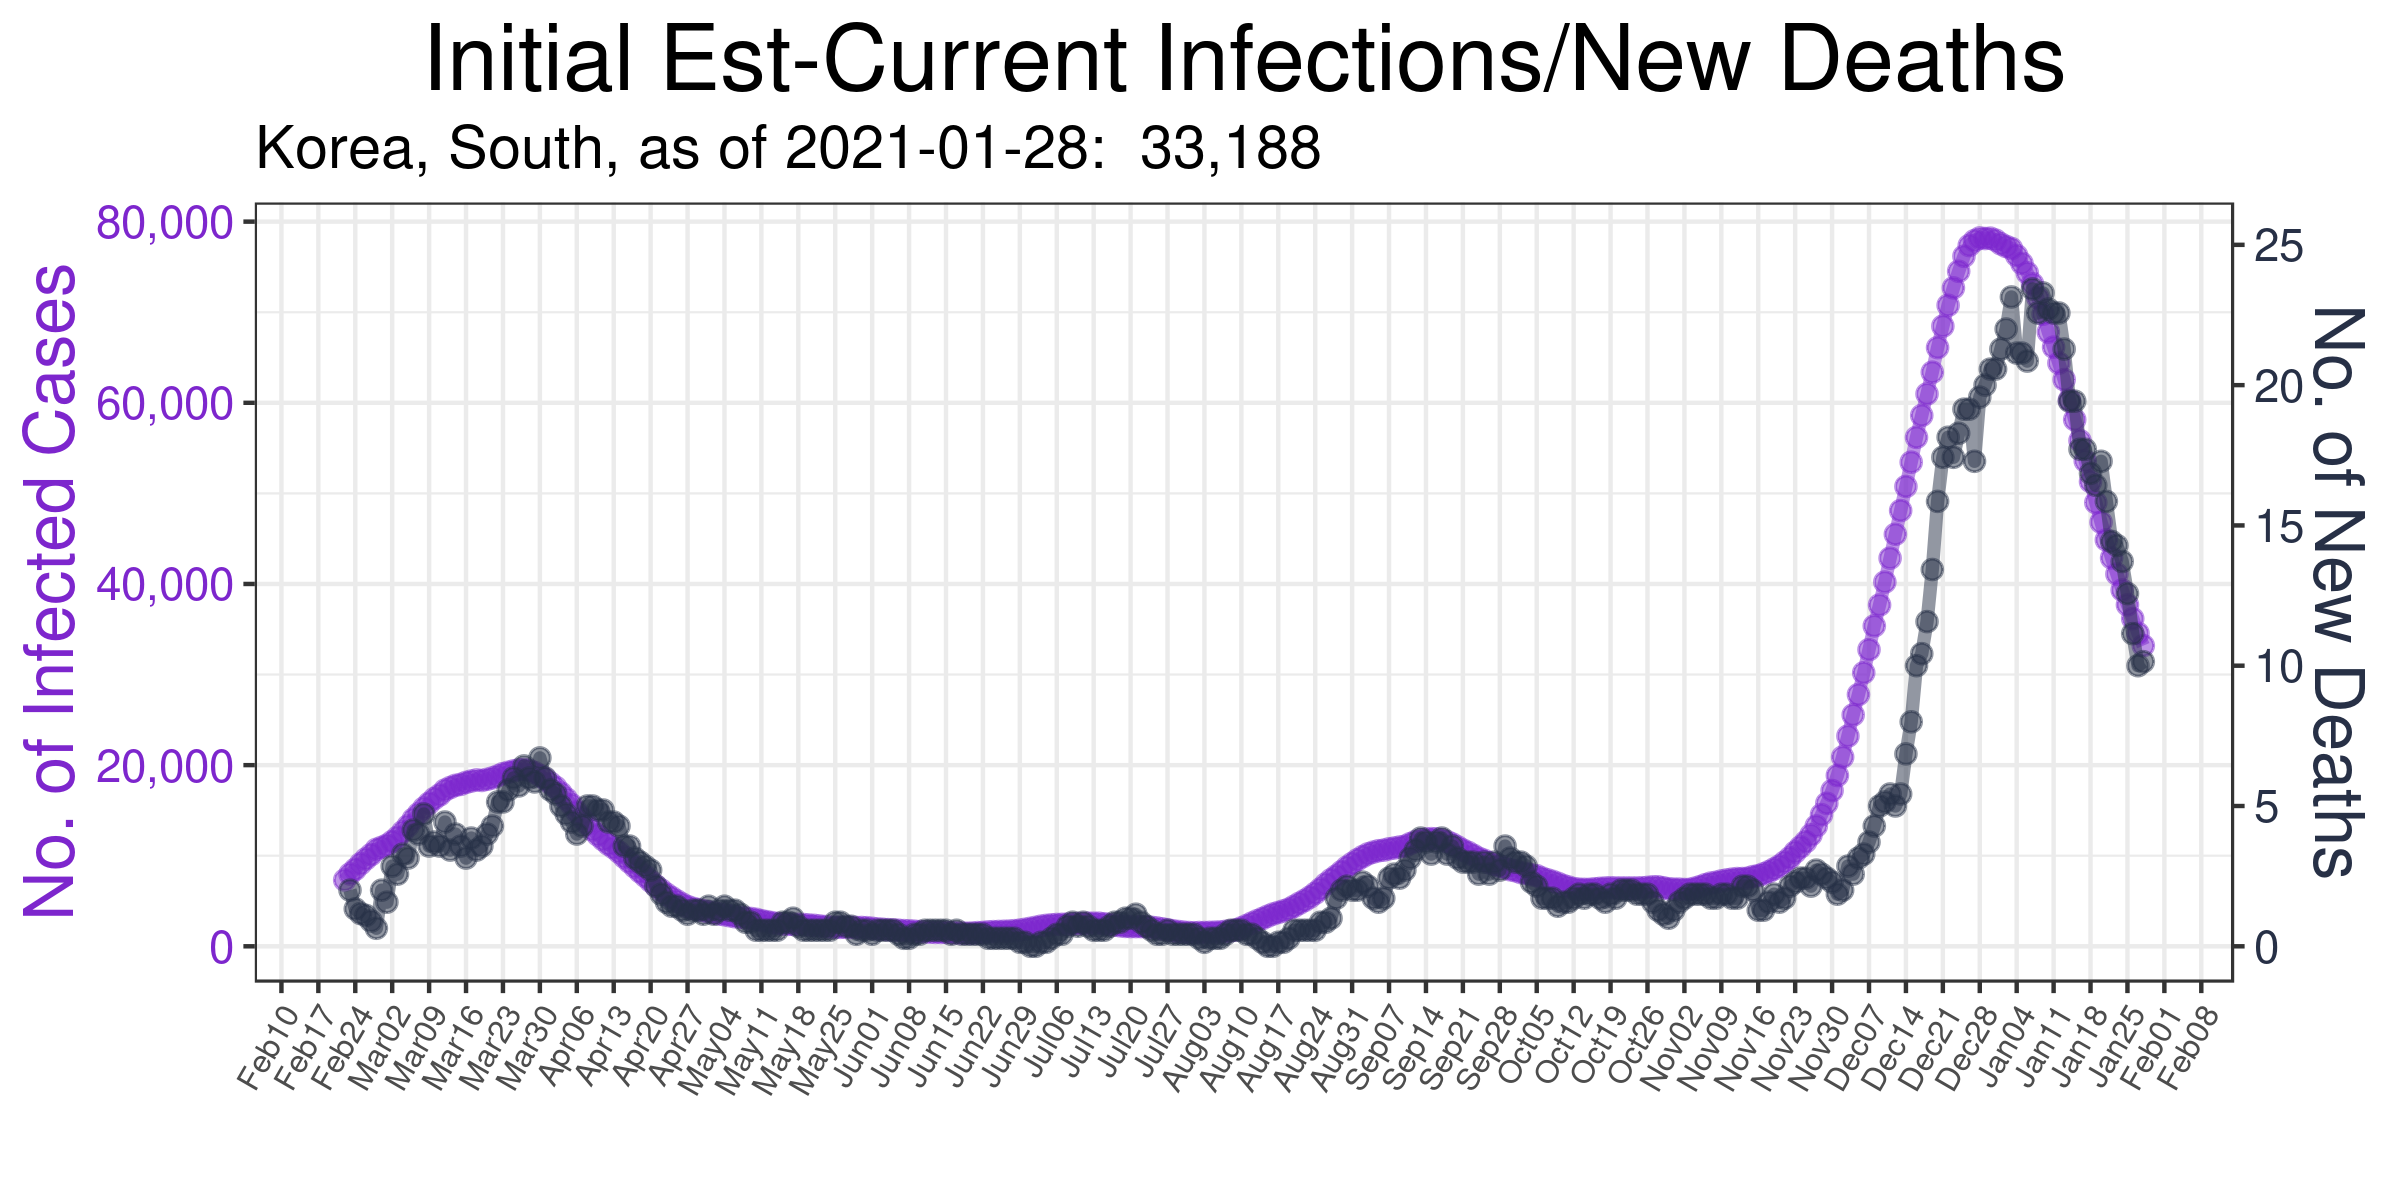 Initial Est-Current Infections/New Deaths
Korea, South, as of 2021-01-28:  33,188
No. of Infected Cases
80,000
60,000
40,000
20,000
0
25
20
15
10
5
0
No. of New Deaths
Feb10
Feb17
Feb24
Mar02
Mar09
Mar16
Mar23
Mar30
Apr06
Apr13
Apr20
Apr27
May04
May11
May18
May25
Jun01
Jun08
Jun15
Jun22
Jun29
Jul06
Jul13
Jul20
Jul27
Aug03
Aug10
Aug17
Aug24
Aug31
Sep07
Sep14
Sep21
Sep28
Oct05
Oct12
Oct19
Oct26
Nov02
Nov09
Nov16
Nov23
Nov30
Dec07
Dec14
Dec21
Dec28
Jan04
Jan11
Jan18
Jan25
Feb01
Feb08